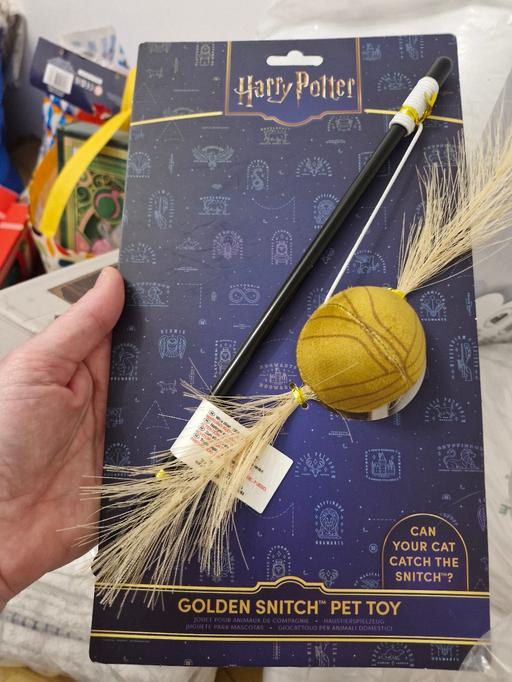 Harry Potter
CAN
YOUR CAT
CATCH THE
SNITCH™?
GOLDEN SNITCH™ PET TOY
JOUET POUR ANIMAUX DE COMPAGNIE • HAUSTIERSPIELZEUG
JUGUETE PARA MASCOTAS • GIOCATTOLO PER ANIMALI DOMESTICI